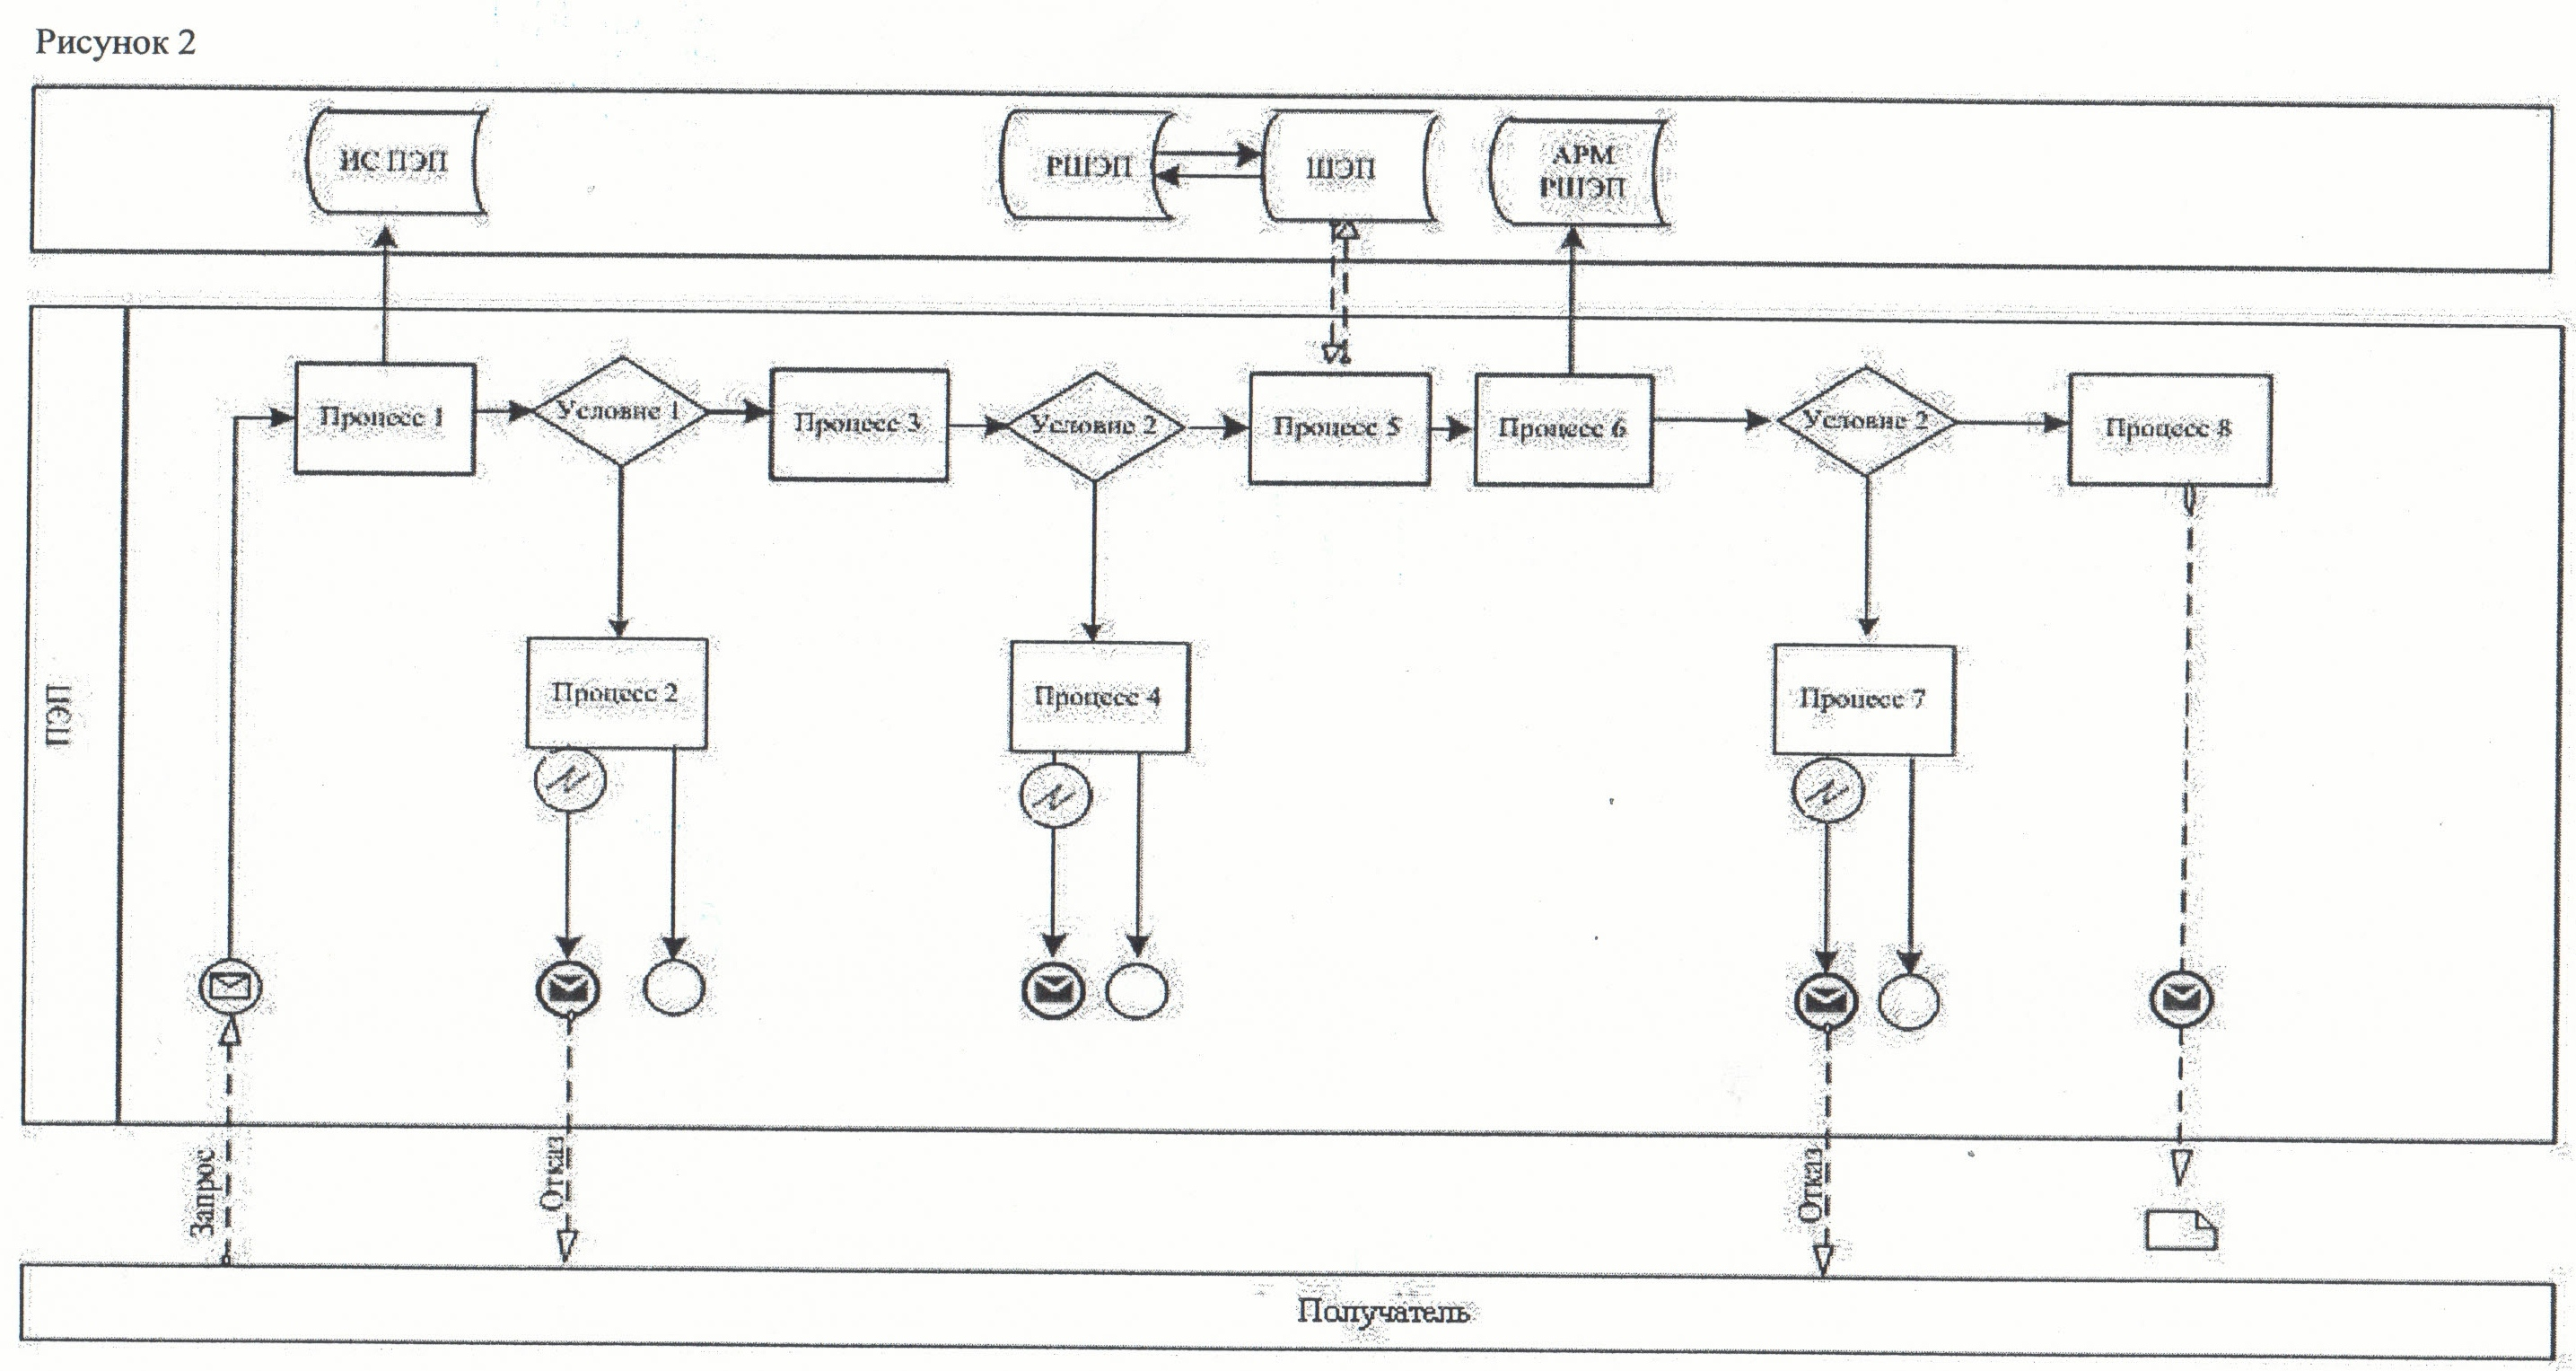 Рисунок 2
ИС ПЭП
РШЭП
ШЭП
АРМ
РШЭП
Процесс 1
Условие 1
Процесс 3
Условие 2
Процесс 5
Процесс 6
Условие 2
Процесс 8
ПЭП
Процесс 2
Процесс 4
Процесс 7
Запрос
Отказ
Отказ
Получатель